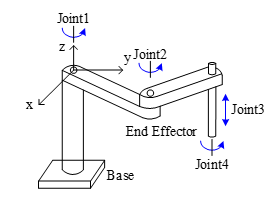 Joint1
z
y
Joint2
x
Joint3
End Effector
Joint4
Base